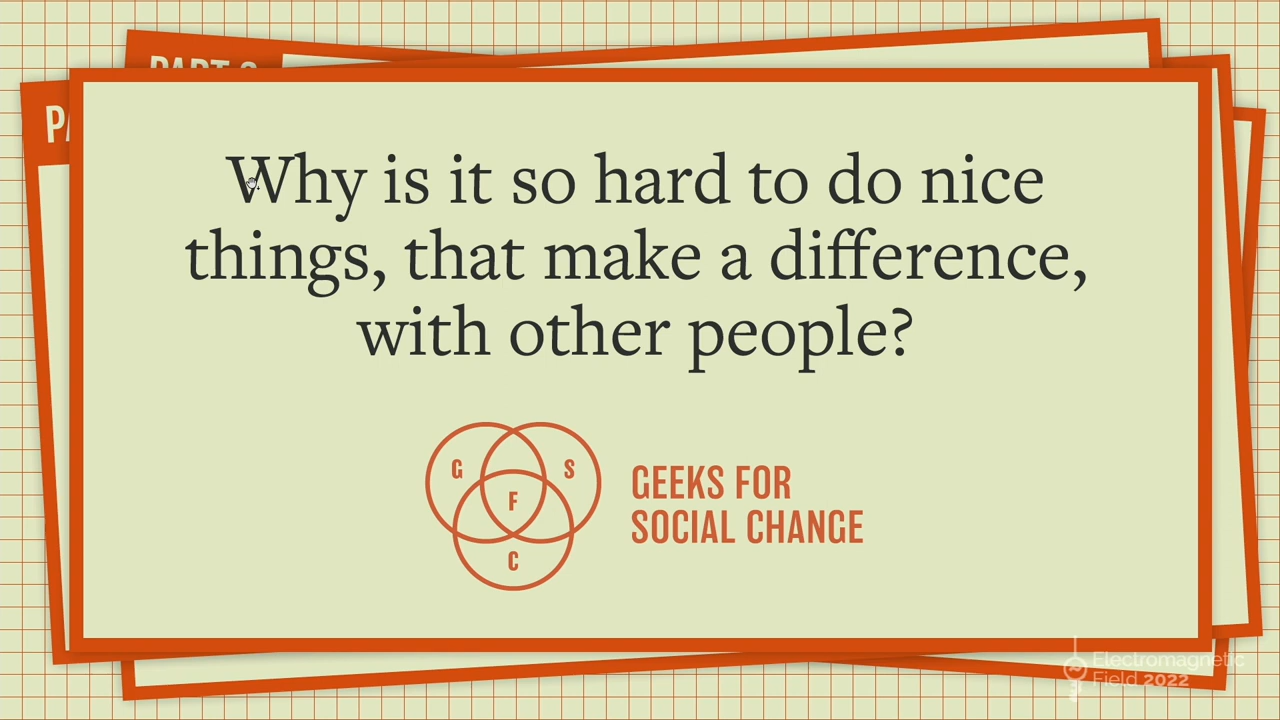 Why is it so hard to do nice
things, that make a difference,
with other people?
G
S
F
C
GEEKS FOR
SOCIAL CHANGE
Electromagnetic
Field 2022